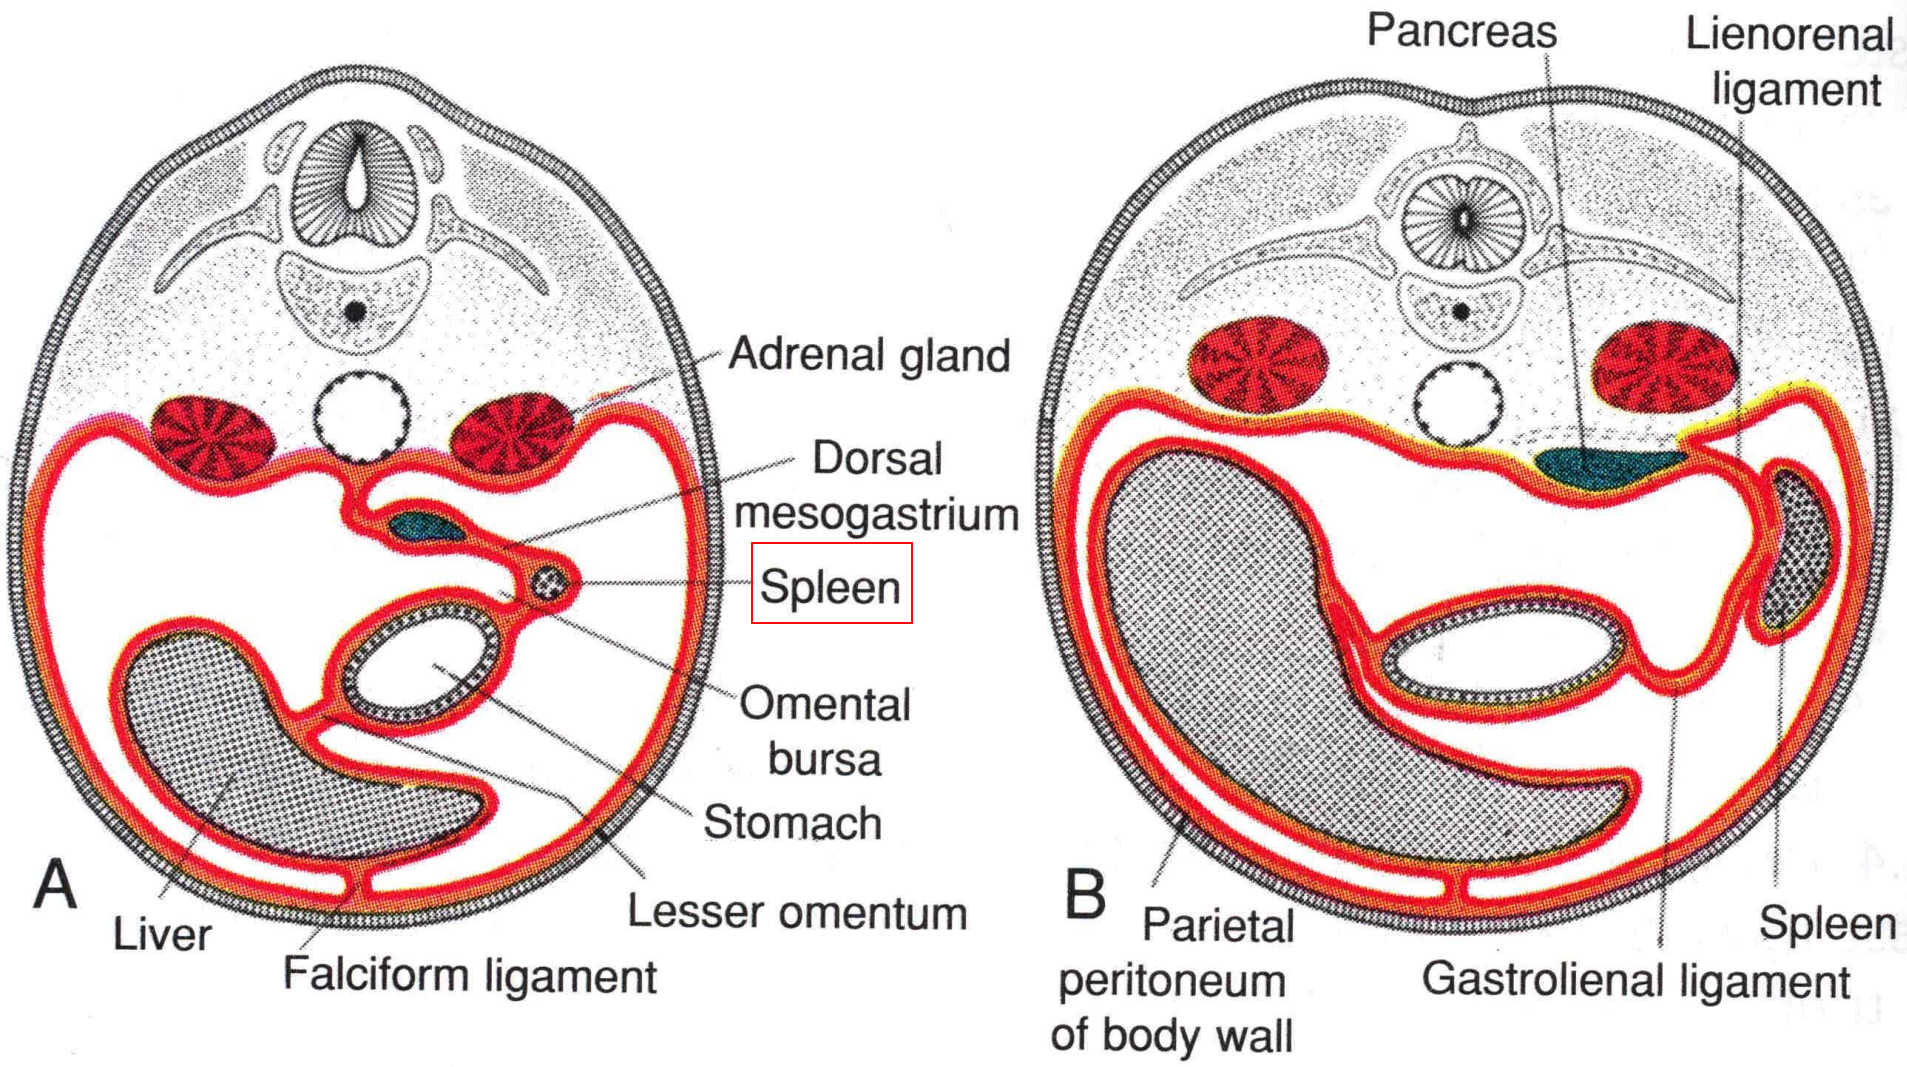 Pancreas
Lienorenal
ligament
Adrenal gland
Dorsal
mesogastrium
Spleen
Omental
bursa
Stomach
Lesser omentum
A
Liver
Falciform ligament
B
Parietal
peritoneum
of body wall
Spleen
Gastrolienal ligament